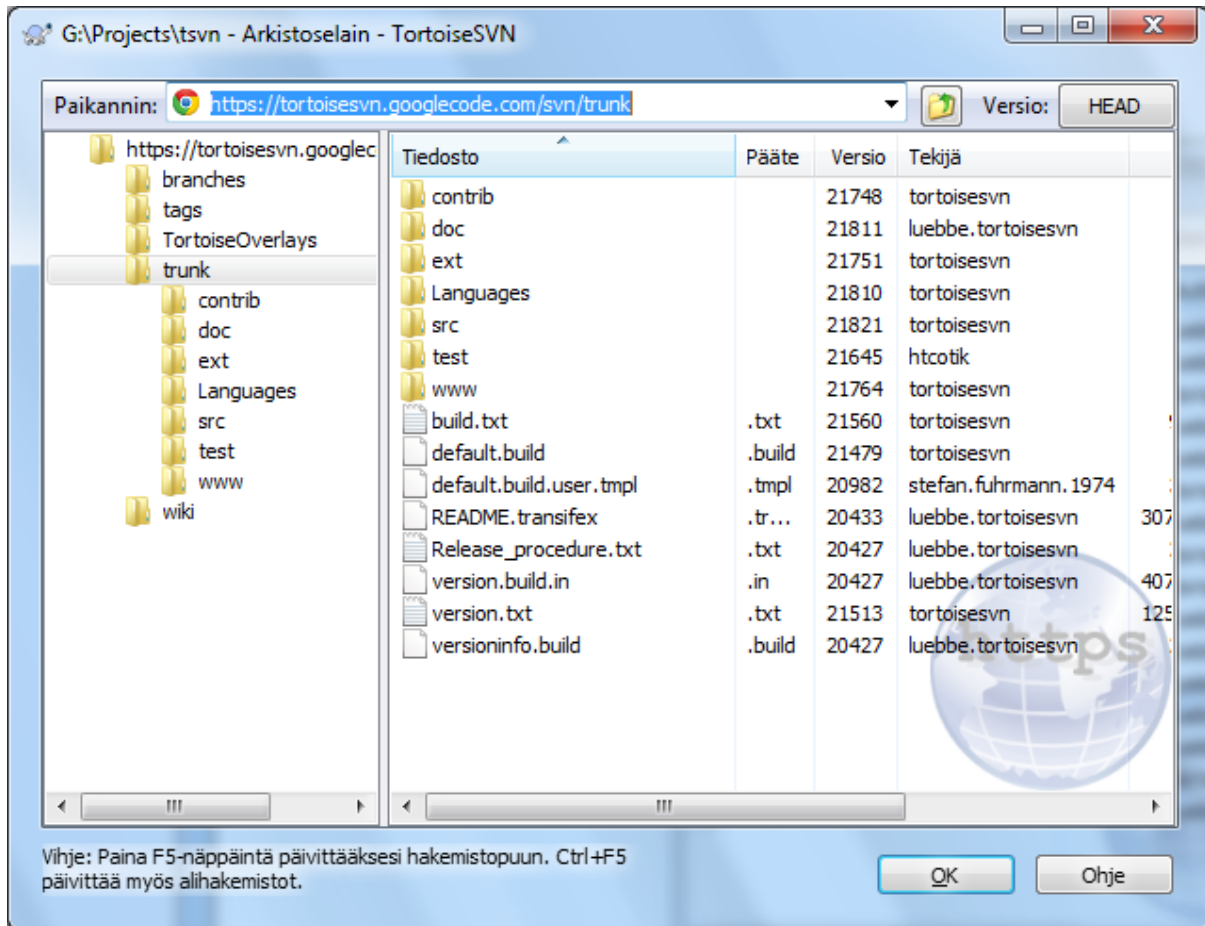 G:\Projects\tsvn - Arkistoselain - TortoiseSVN
Paikannin: https://tortoisesvn.googlecode.com/svn/trunk Versio: HEAD
https://tortoisesvn.googlec
branches
tags
TortoiseOverlays
trunk
contrib
doc
ext
Languages
src
test
www
wiki
Tiedosto Pääte Versio Tekijä
contrib 21748 tortoisesvn
doc 21811 luebbe.tortoisesvn
ext 21751 tortoisesvn
Languages 21810 tortoisesvn
src 21821 tortoisesvn
test 21645 htcotik
www 21764 tortoisesvn
build.txt .txt 21560 tortoisesvn
default.build .build 21479 tortoisesvn
default.build.user.tmpl .tmpl 20982 stefan.fuhrmann.1974
README.transifex .tr... 20433 luebbe.tortoisesvn 307
Release_procedure.txt .txt 20427 luebbe.tortoisesvn
version.build.in .in 20427 luebbe.tortoisesvn 407
version.txt .txt 21513 tortoisesvn 125
versioninfo.build .build 20427 luebbe.tortoisesvn
https
Vihje: Paina F5-näppäintä päivittääksesi hakemistopuun. Ctrl+F5
päivittää myös alihakemistot.
OK Ohje